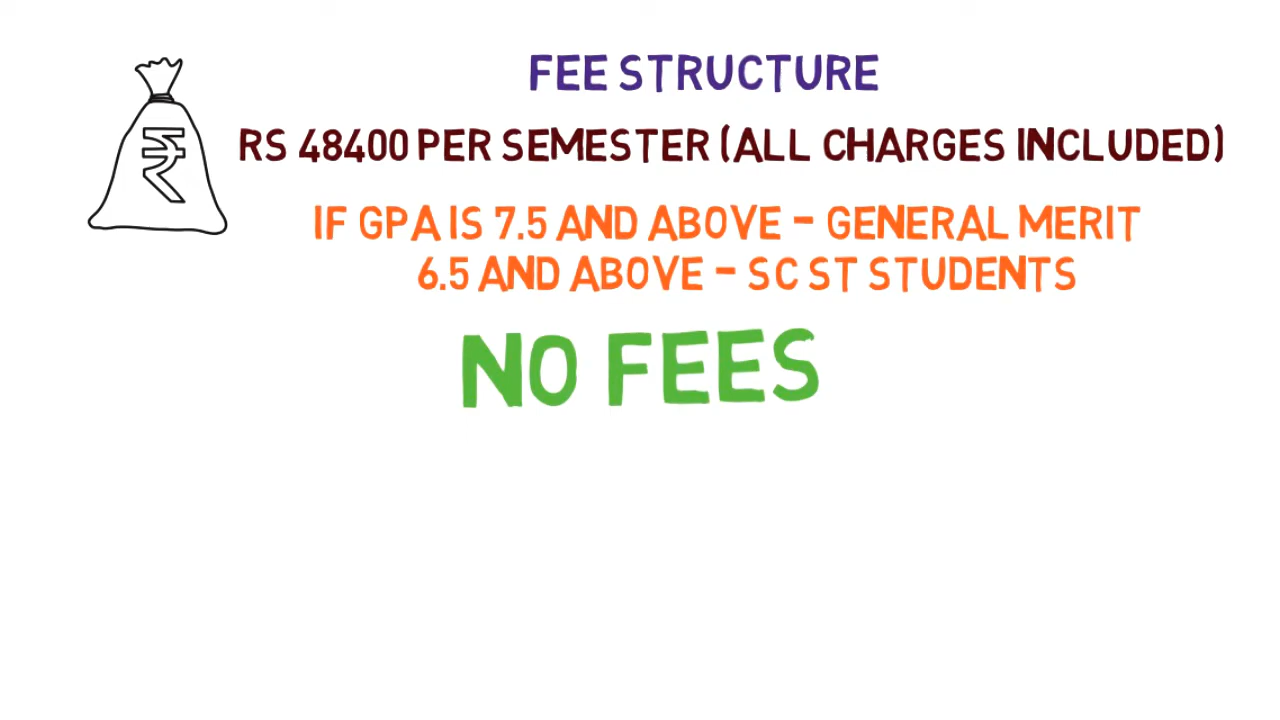 FEE STRUCTURE
RS 48400 PER SEMESTER (ALL CHARGES INCLUDED)
IF GPA IS 7.5 AND ABOVE - GENERAL MERIT
6.5 AND ABOVE - SC ST STUDENTS
NO FEES